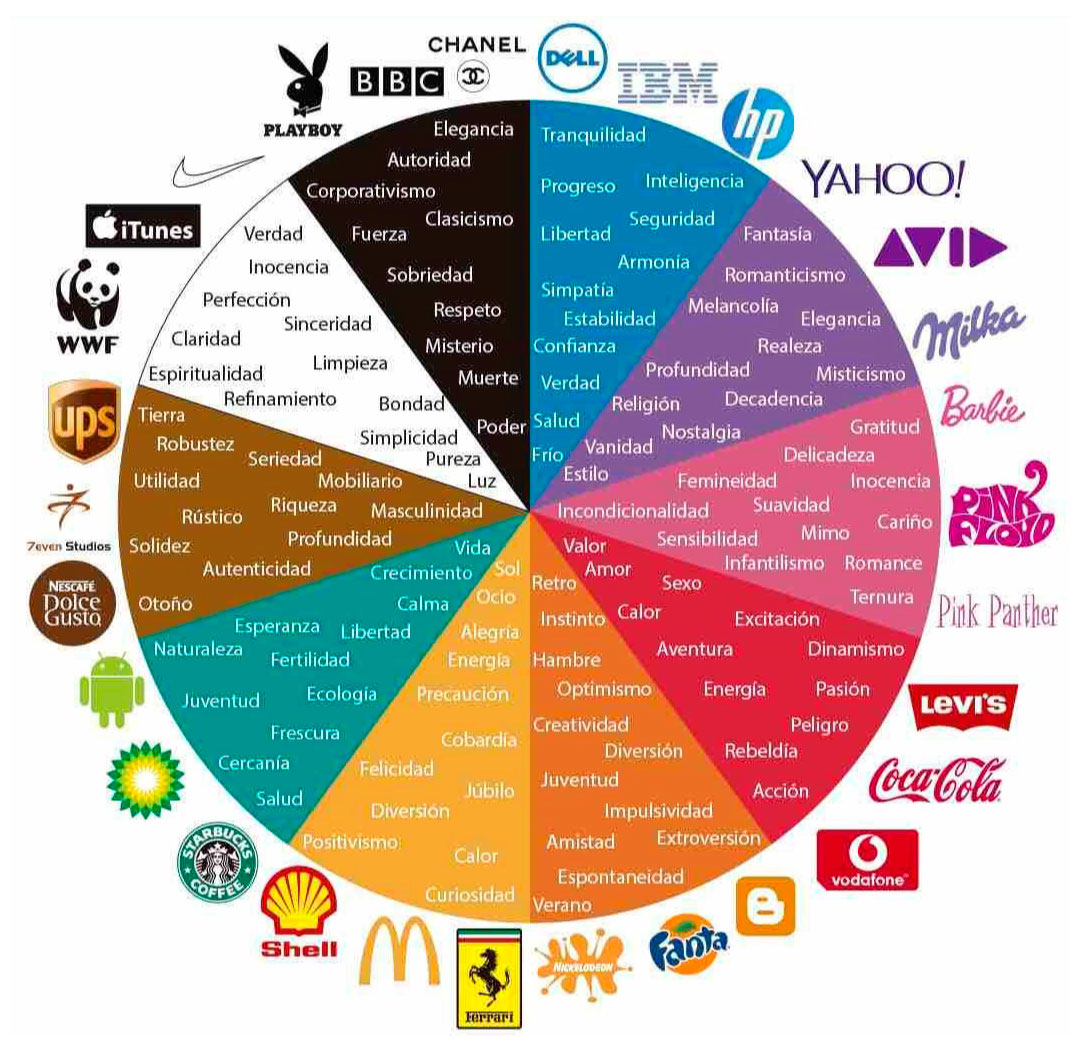 CHANEL
DELL
PLAYBOY
BBC
IBM
hp
YAHOO!
iTunes
AVID
WWF
Milka
ups
Barbie
7even Studios
PINK FLOYD
NESCAFÉ
Dolce
Gusto
Pink Panther
LEVI'S
Coca-Cola
STARBUCKS
COFFEE
vodofone
Shell
Ferrari
NICKELODEON
Fanta
Elegancia
Autoridad
Corporativismo
Clasicismo
Fuerza
Sobriedad
Respeto
Misterio
Muerte
Poder
Tranquilidad
Progreso
Inteligencia
Seguridad
Libertad
Armonía
Simpatía
Estabilidad
Confianza
Verdad
Salud
Frío
Fantasía
Romanticismo
Melancolía
Elegancia
Realeza
Profundidad
Misticismo
Religión
Decadencia
Nostalgia
Vanidad
Estilo
Gratitud
Delicadeza
Femineidad
Inocencia
Suavidad
Incondicionalidad
Cariño
Mimo
Sensibilidad
Infantilismo
Romance
Ternura
Valor
Amor
Sexo
Calor
Excitación
Aventura
Dinamismo
Energía
Pasión
Peligro
Rebeldía
Acción
Retro
Instinto
Hambre
Optimismo
Creatividad
Diversión
Juventud
Impulsividad
Amistad
Extroversión
Espontaneidad
Verano
Sol
Ocio
Alegría
Energía
Precaución
Cobardía
Felicidad
Júbilo
Diversión
Positivismo
Calor
Curiosidad
Vida
Crecimiento
Calma
Esperanza
Libertad
Naturaleza
Fertilidad
Juventud
Ecología
Frescura
Cercanía
Salud
Tierra
Robustez
Seriedad
Utilidad
Mobiliario
Riqueza
Rústico
Masculinidad
Solidez
Profundidad
Autenticidad
Otoño
Verdad
Inocencia
Perfección
Sinceridad
Claridad
Limpieza
Espiritualidad
Refinamiento
Bondad
Simplicidad
Pureza
Luz